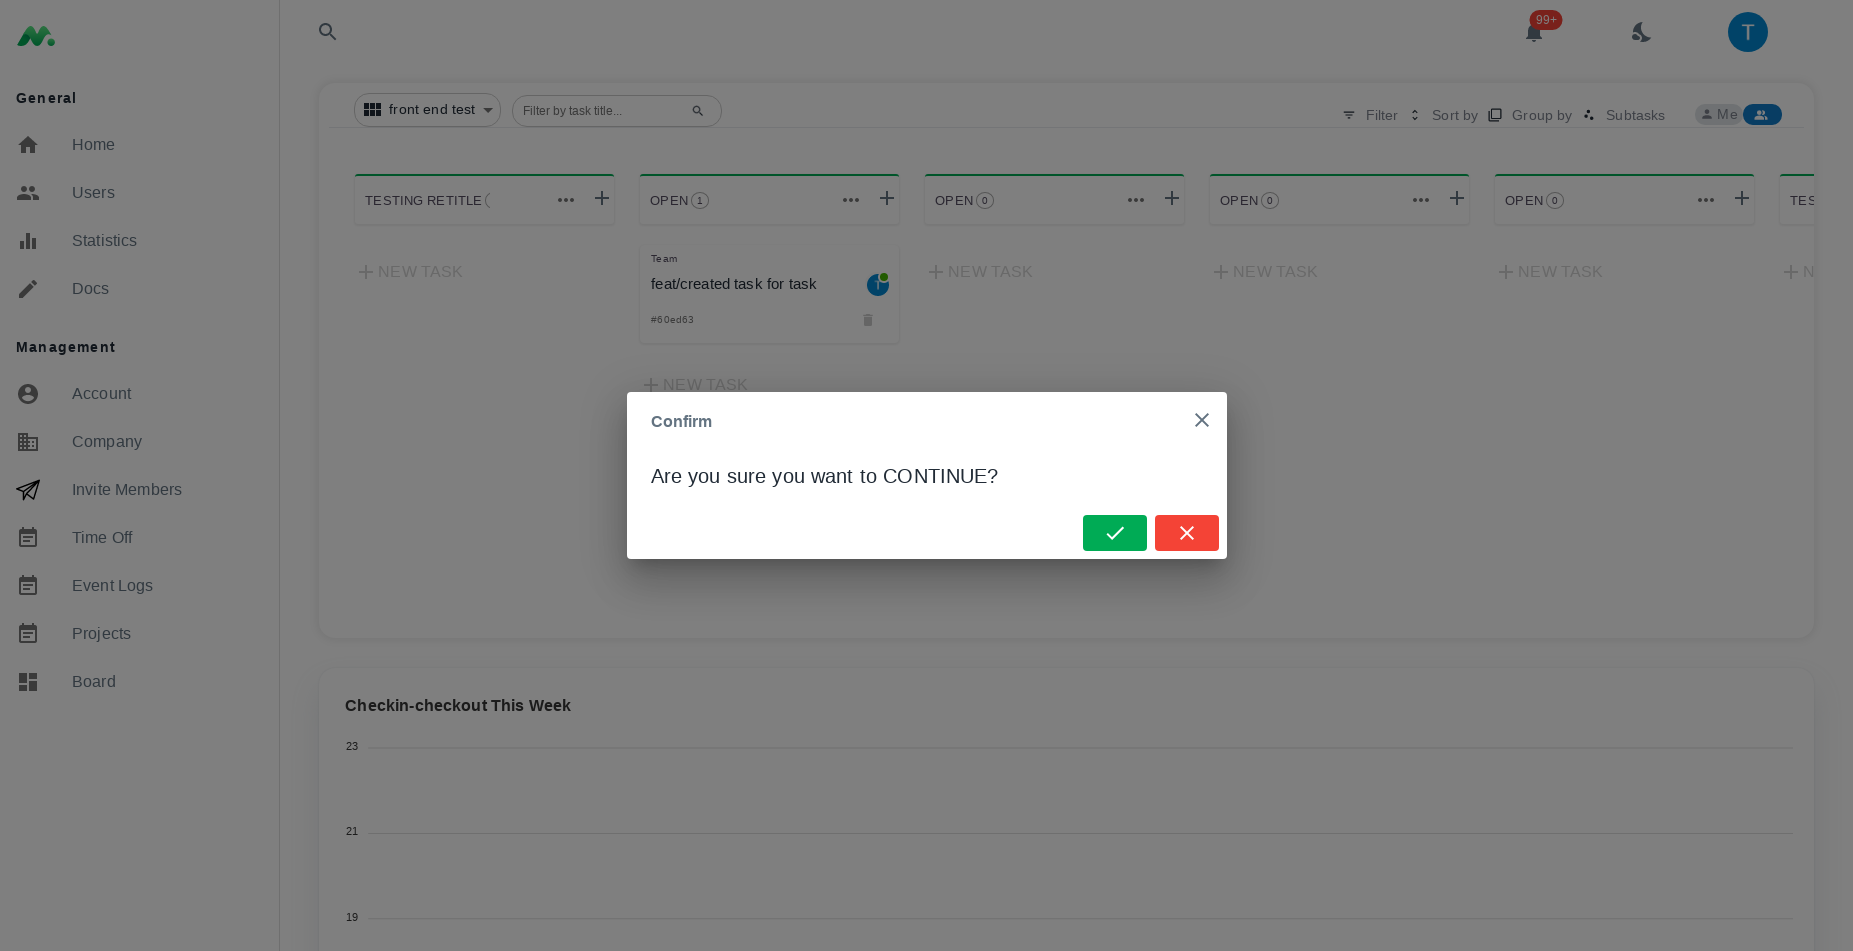 99+
T
General
Home
Users
Statistics
Docs
Management
Account
Company
Invite Members
Time Off
Event Logs
Projects
Board
front end test
Filter by task title...
Filter
Sort by
Group by
Subtasks
Me
TESTING RETITLE
OPEN 1
OPEN 0
OPEN 0
OPEN 0
TES
NEW TASK
Team
feat/created task for task
T
#60ed63
NEW TASK
NEW TASK
NEW TASK
NEW TASK
N
Confirm
Are you sure you want to CONTINUE?
Checkin-checkout This Week
23
21
19